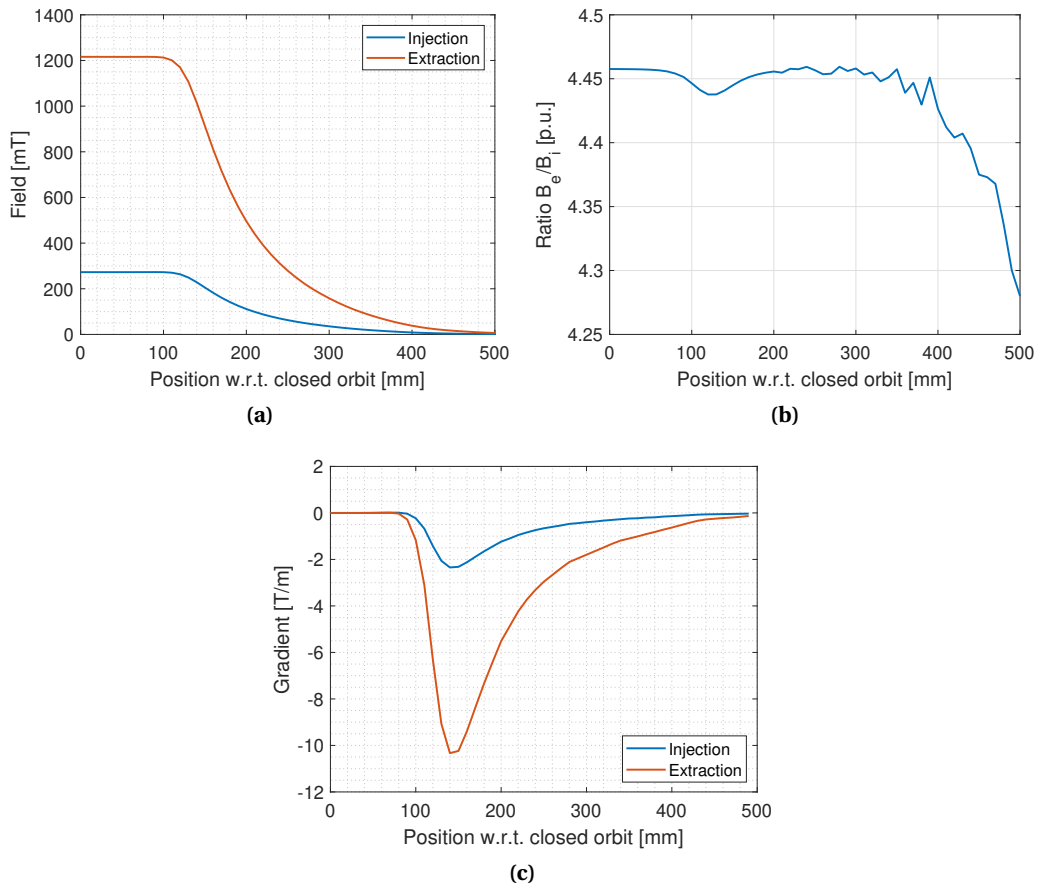 1400
1200
1000
800
600
400
200
0
Field [mT]
Injection
Extraction
0 100 200 300 400 500
Position w.r.t. closed orbit [mm]
(a)
4.5
4.45
4.4
4.35
4.3
4.25
Ratio B_e/B_i [p.u.]
0 100 200 300 400 500
Position w.r.t. closed orbit [mm]
(b)
2
0
-2
-4
-6
-8
-10
-12
Gradient [T/m]
Injection
Extraction
0 100 200 300 400 500
Position w.r.t. closed orbit [mm]
(c)